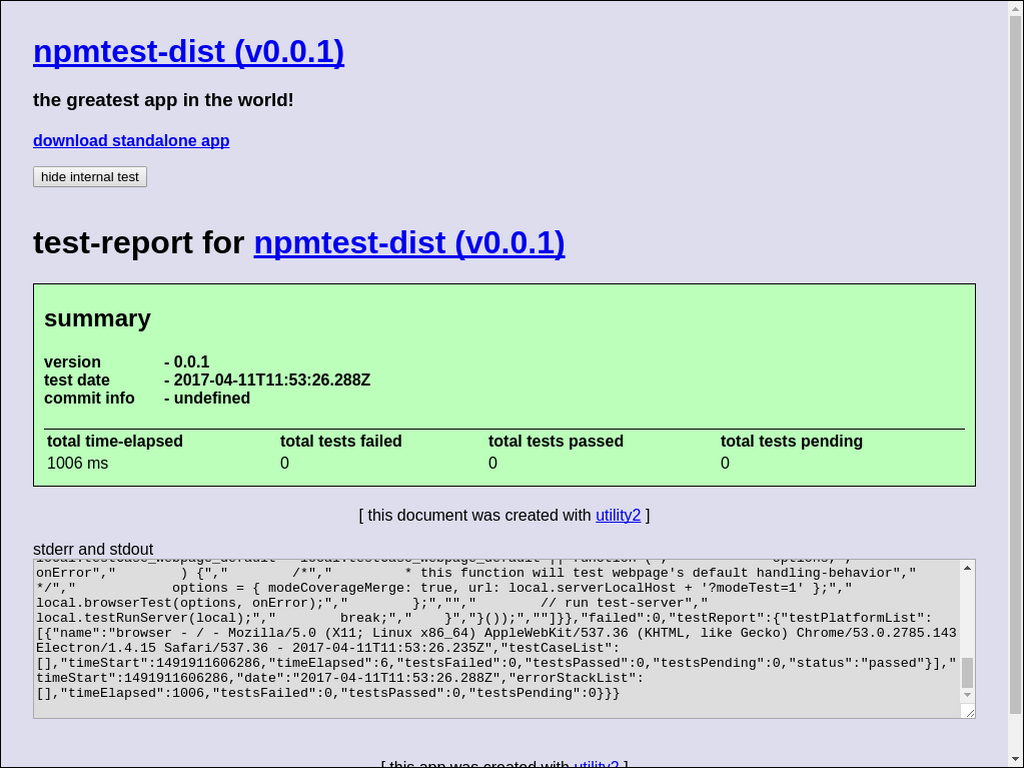 npmtest-dist (v0.0.1)
the greatest app in the world!
download standalone app
hide internal test
test-report for npmtest-dist (v0.0.1)
summary
version - 0.0.1
test date - 2017-04-11T11:53:26.288Z
commit info - undefined
total time-elapsed total tests failed total tests passed total tests pending
1006 ms 0 0 0
[ this document was created with utility2 ]
stderr and stdout
onError","        ) {","        /*","         * this function will test webpage's default handling-behavior","
*/","            options = { modeCoverageMerge: true, url: local.serverLocalHost + '?modeTest=1' };","
local.browserTest(options, onError);","        };","","        // run test-server","
local.testRunServer(local);","        break;","    }","}());",""]}},"failed":0,"testReport":{"testPlatformList":
[{"name":"browser - / - Mozilla/5.0 (X11; Linux x86_64) AppleWebKit/537.36 (KHTML, like Gecko) Chrome/53.0.2785.143
Electron/1.4.15 Safari/537.36 - 2017-04-11T11:53:26.235Z","testCaseList":
[],"timeStart":1491911606286,"timeElapsed":6,"testsFailed":0,"testsPassed":0,"testsPending":0,"status":"passed"}],"
timeStart":1491911606286,"date":"2017-04-11T11:53:26.288Z","errorStackList":
[],"timeElapsed":1006,"testsFailed":0,"testsPassed":0,"testsPending":0}}}
[ this app was created with utility2 ]